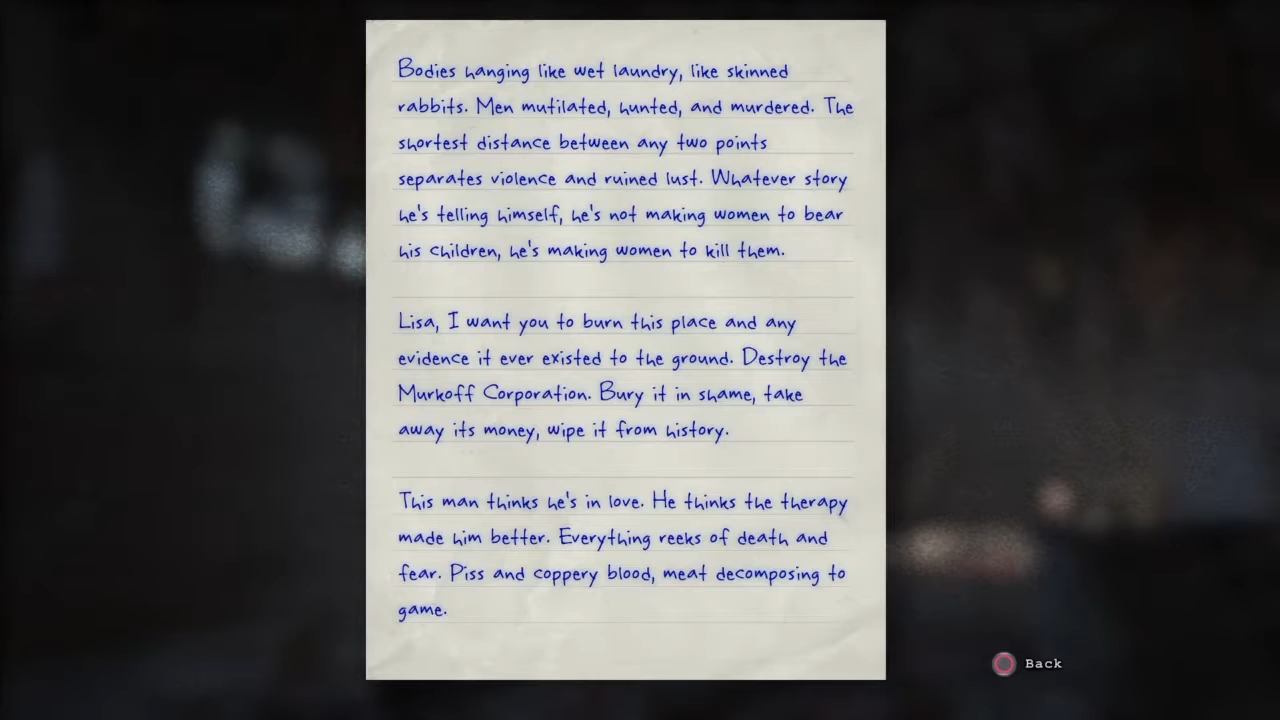 Bodies hanging like wet laundry, like skinned
rabbits. Men mutilated, hunted, and murdered. The
shortest distance between any two points
separates violence and ruined lust. Whatever story
he's telling himself, he's not making women to bear
his children, he's making women to kill them.
Lisa, I want you to burn this place and any
evidence it ever existed to the ground. Destroy the
Murkoff Corporation. Bury it in shame, take
away its money, wipe it from history.
This man thinks he's in love. He thinks the therapy
made him better. Everything reeks of death and
fear. Piss and coppery blood, meat decomposing to
game.
Back